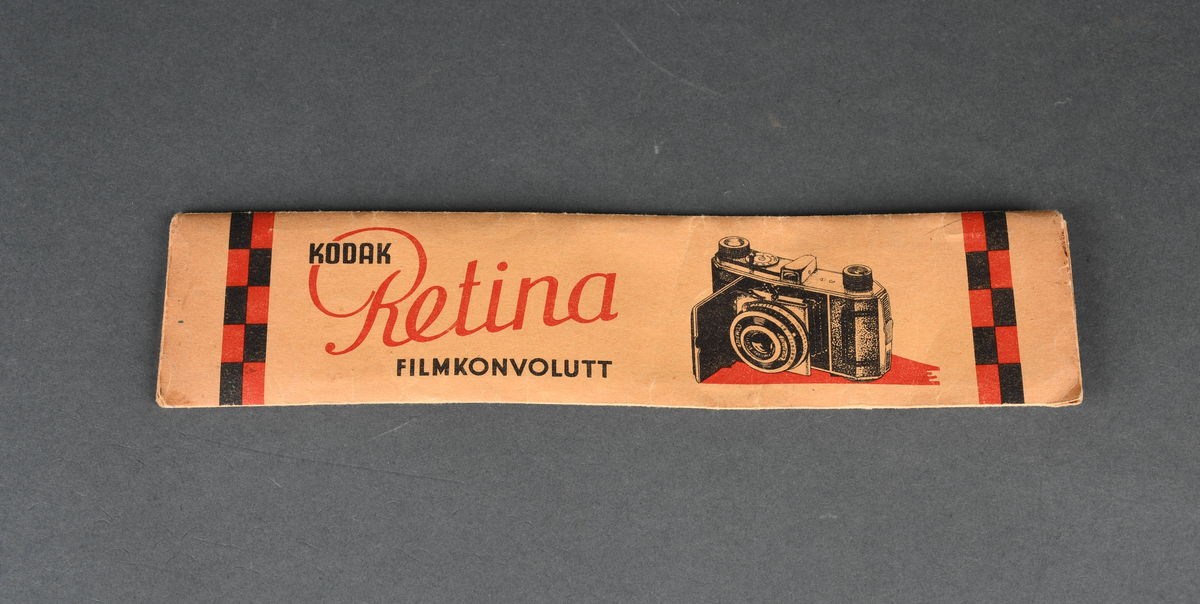 KODAK
Retina
FILMKONVOLUTT